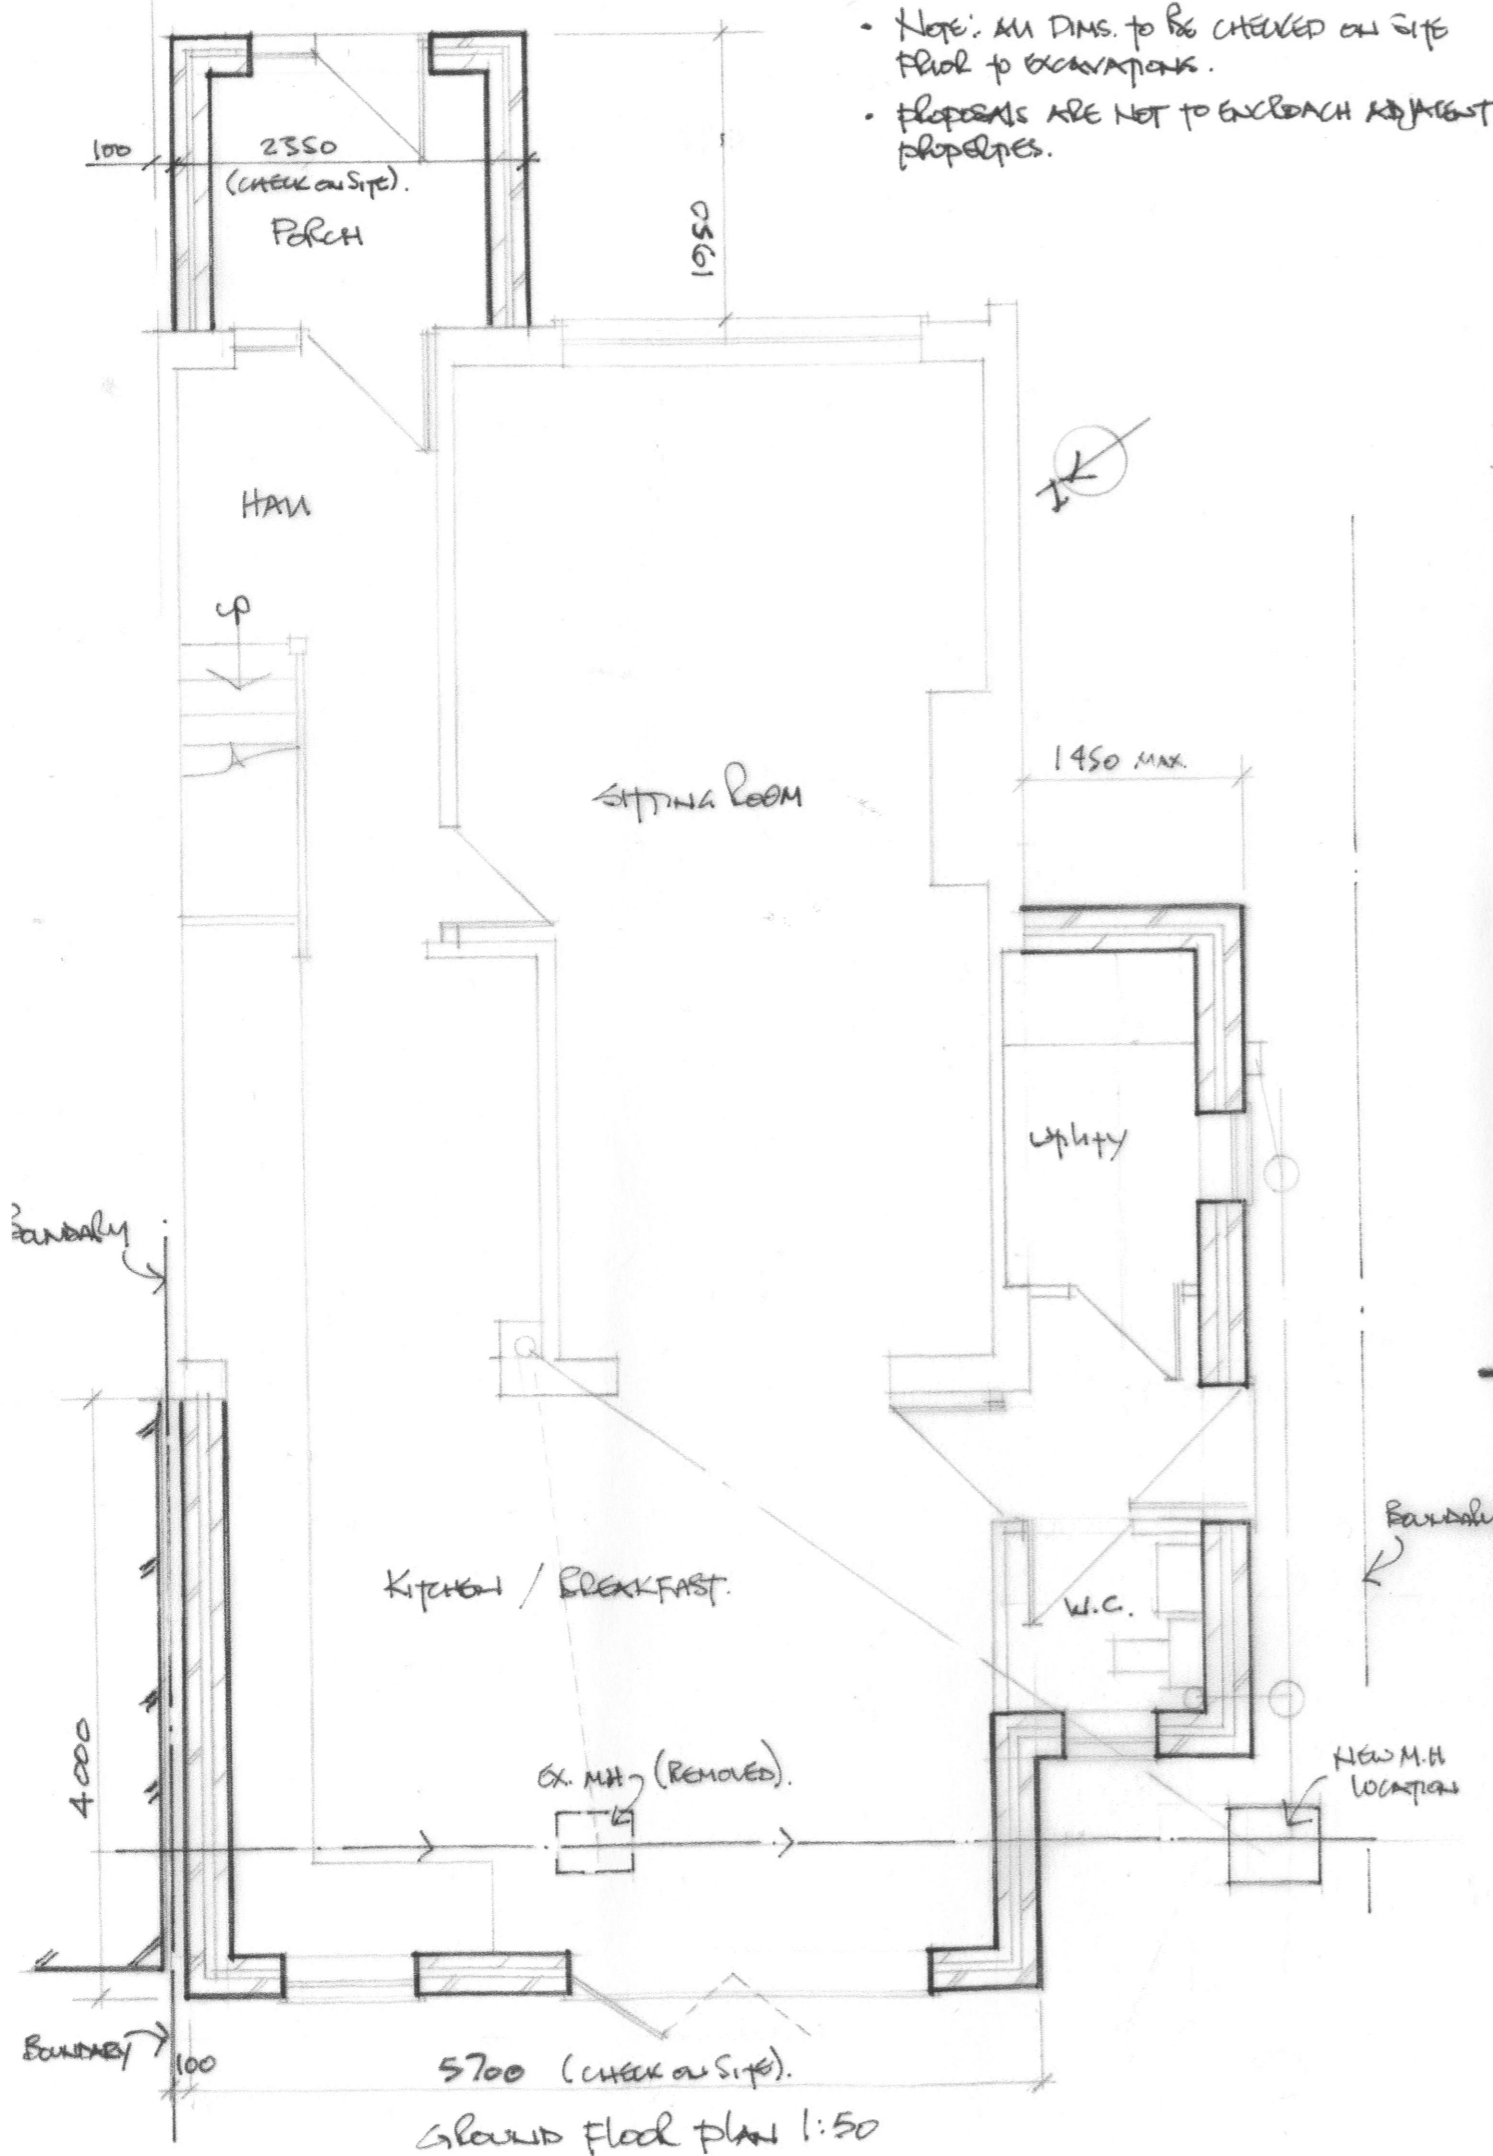 • NOTE: ALL DIMS. TO BE CHECKED ON SITE
PRIOR TO EXCAVATIONS.
• PROPOSALS ARE NOT TO ENCROACH ADJACENT
PROPERTIES.
100
2350
(CHECK ON SITE).
PORCH
1950
HALL
N
UP
SITTING ROOM
1450 MAX.
UTILITY
BOUNDARY
BOUNDARY
KITCHEN / BREAKFAST.
W.C.
4000
EX. MH (REMOVED).
NEW M.H
LOCATION
BOUNDARY
100
5700 (CHECK ON SITE).
GROUND FLOOR PLAN 1:50